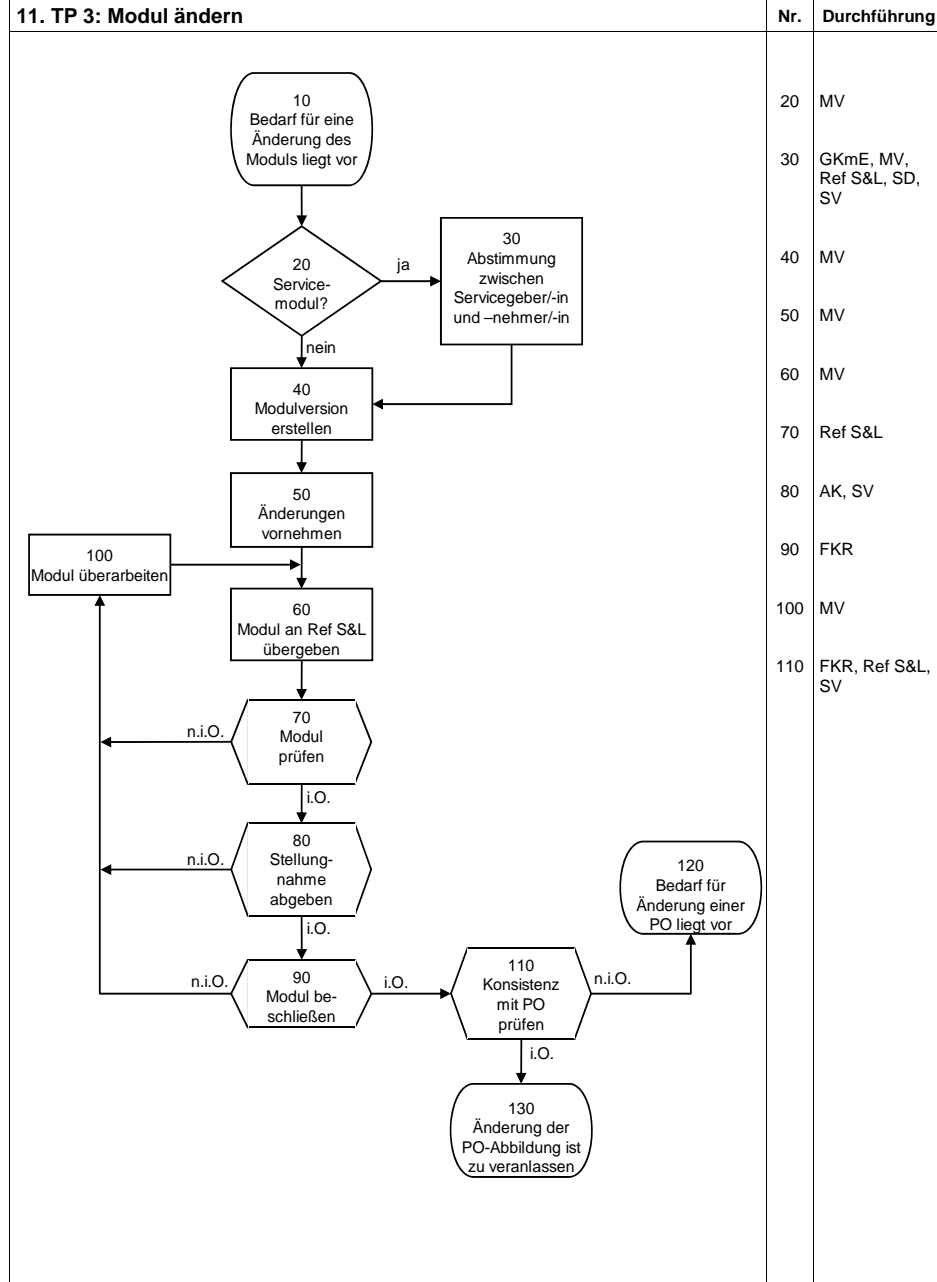 11. TP 3: Modul ändern
Nr.
Durchführung
10
Bedarf für eine
Änderung des
Moduls liegt vor
20
Service-
modul?
ja
nein
30
Abstimmung
zwischen
Servicegeber/-in
und –nehmer/-in
40
Modulversion
erstellen
50
Änderungen
vornehmen
100
Modul überarbeiten
60
Modul an Ref S&L
übergeben
70
Modul
prüfen
n.i.O.
i.O.
80
Stellung-
nahme
abgeben
n.i.O.
i.O.
90
Modul be-
schließen
n.i.O.
i.O.
110
Konsistenz
mit PO
prüfen
n.i.O.
i.O.
120
Bedarf für
Änderung einer
PO liegt vor
130
Änderung der
PO-Abbildung ist
zu veranlassen
20 MV
30 GKmE, MV,
Ref S&L, SD,
SV
40 MV
50 MV
60 MV
70 Ref S&L
80 AK, SV
90 FKR
100 MV
110 FKR, Ref S&L,
SV